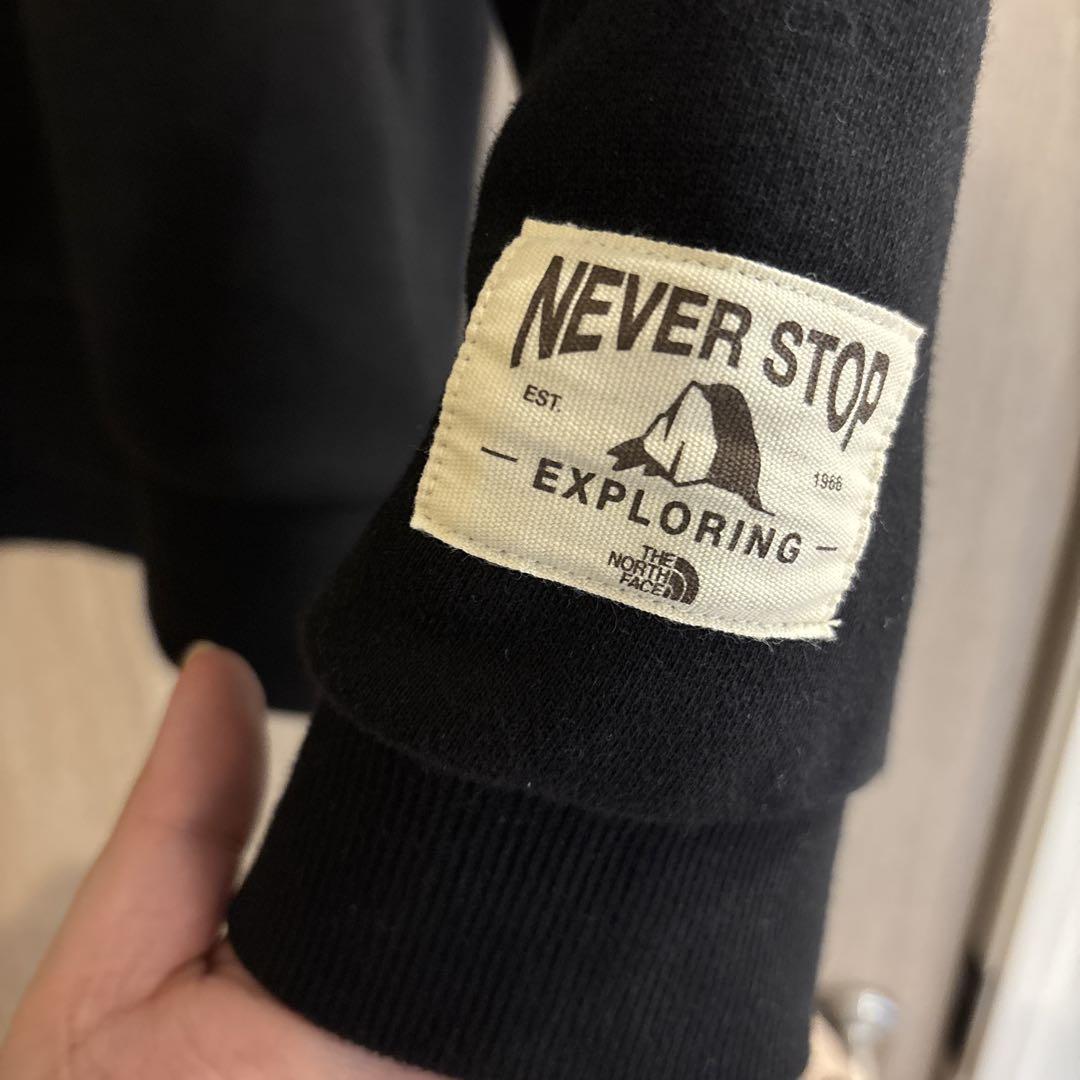 NEVER STOP
EST.
1966
— EXPLORING —
THE
NORTH
FACE